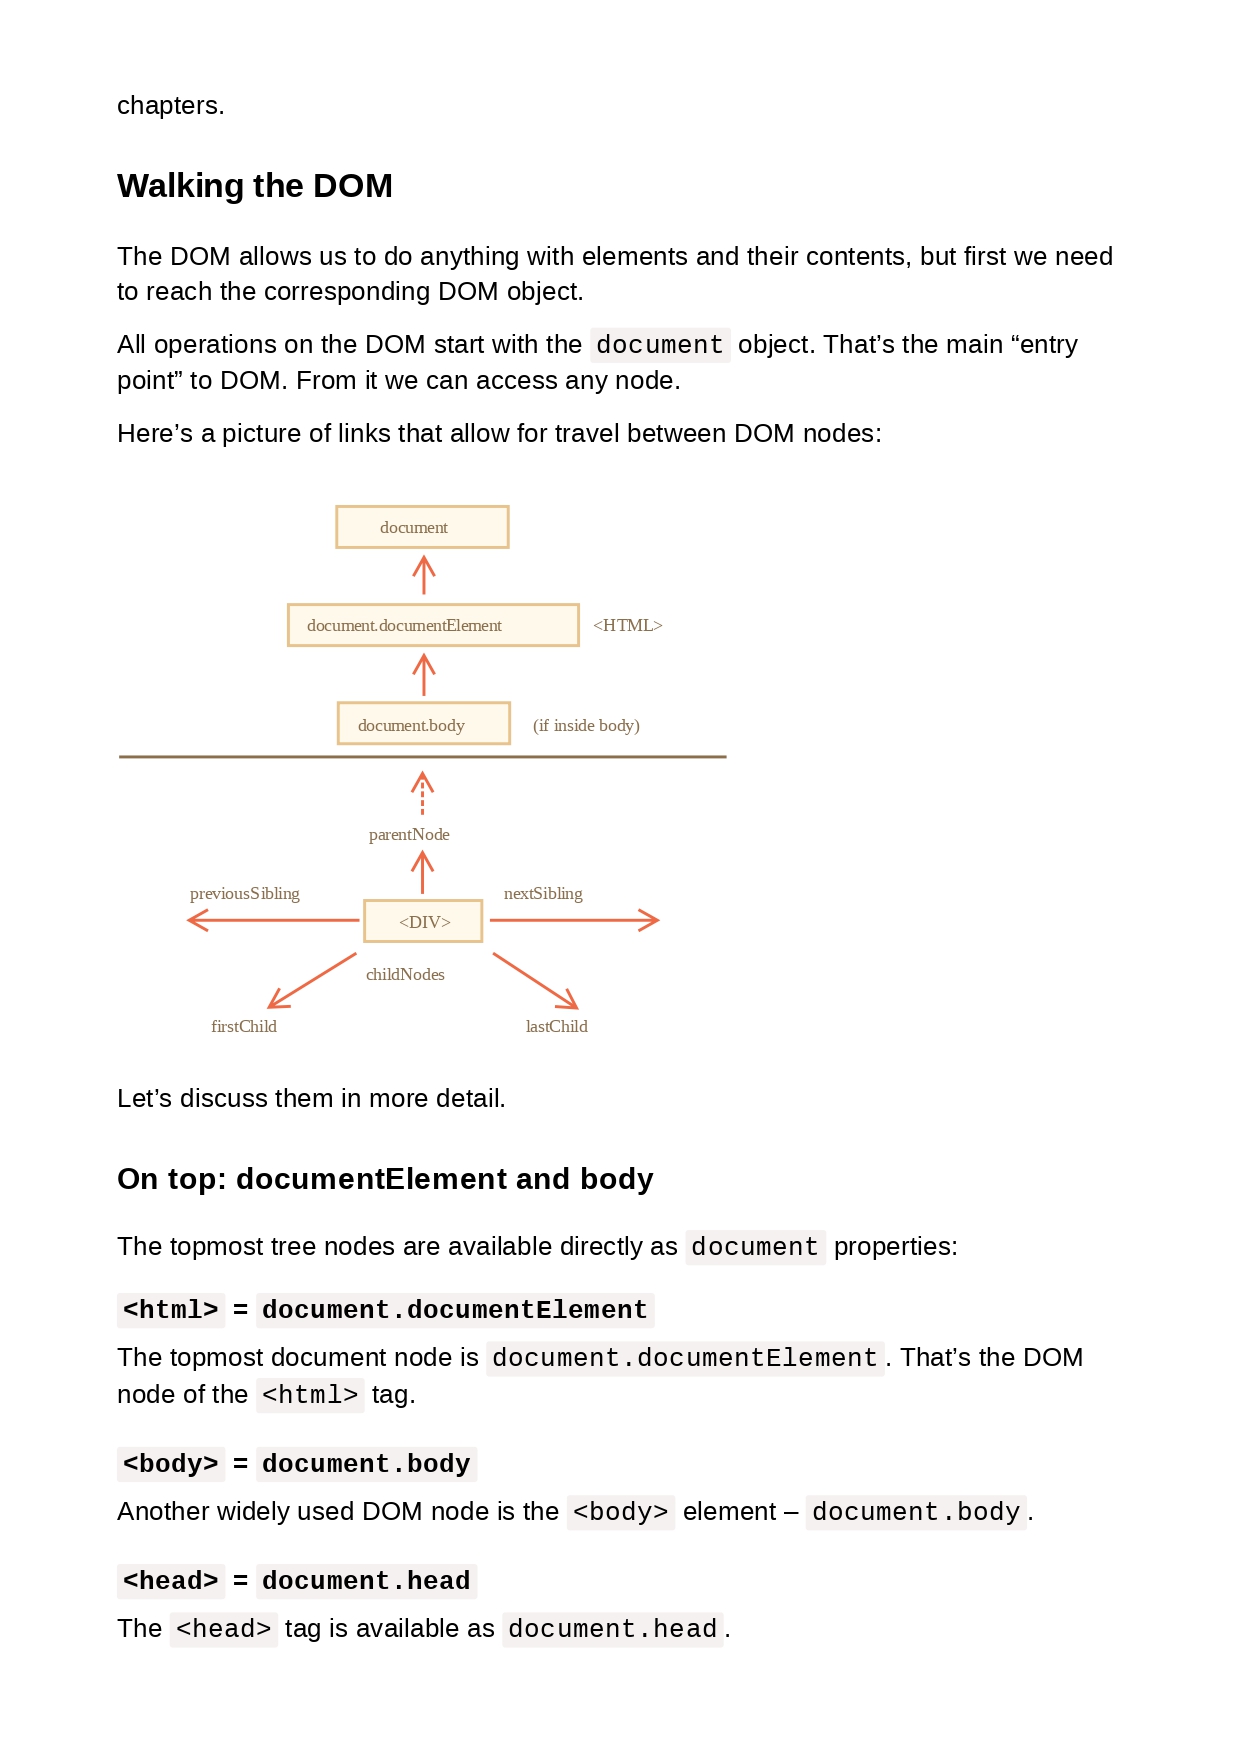 chapters.
Walking the DOM
The DOM allows us to do anything with elements and their contents, but first we need
to reach the corresponding DOM object.
All operations on the DOM start with the document object. That’s the main “entry
point” to DOM. From it we can access any node.
Here’s a picture of links that allow for travel between DOM nodes:
document
document.documentElement <HTML>
document.body (if inside body)
parentNode
previousSibling nextSibling
<DIV>
childNodes
firstChild lastChild
Let’s discuss them in more detail.
On top: documentElement and body
The topmost tree nodes are available directly as document properties:
<html> = document.documentElement
The topmost document node is document.documentElement. That’s the DOM
node of the <html> tag.
<body> = document.body
Another widely used DOM node is the <body> element – document.body.
<head> = document.head
The <head> tag is available as document.head.